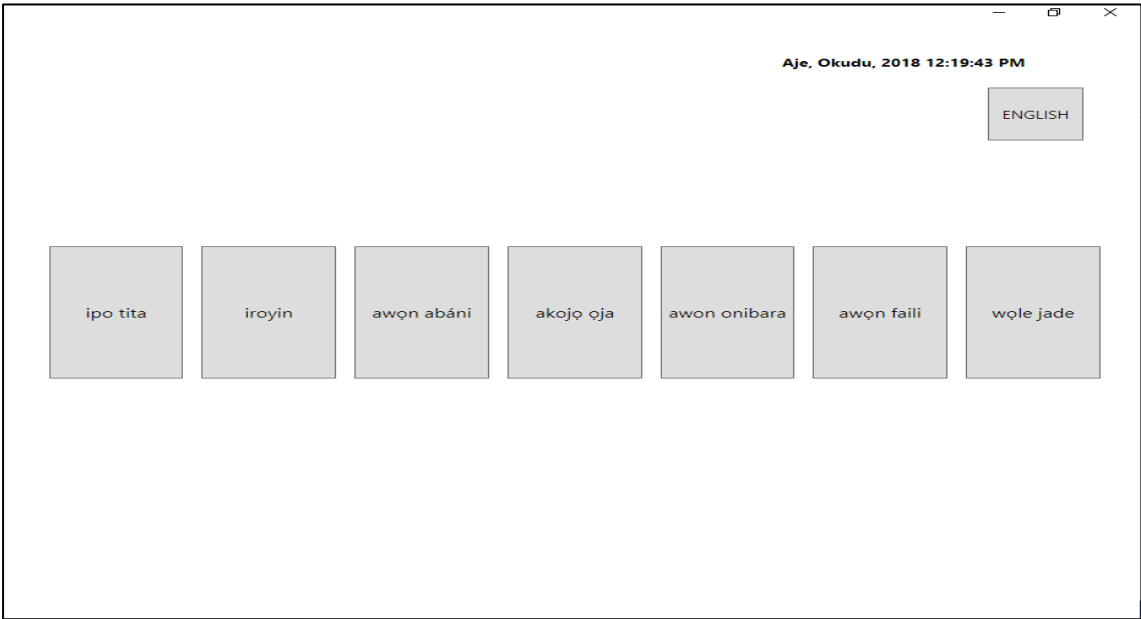 Aje, Okudu, 2018 12:19:43 PM
ENGLISH
ipo tita
iroyin
awọn abáni
akojọ ọja
awon onibara
awọn faili
wọle jade